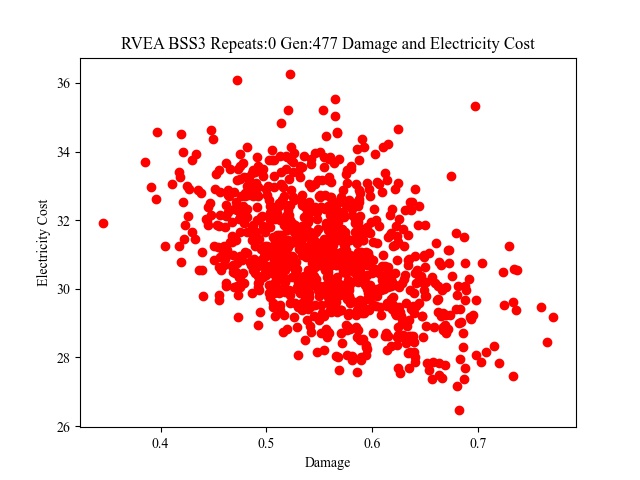 RVEA BSS3 Repeats:0 Gen:477 Damage and Electricity Cost
36
34
32
30
28
26
Electricity Cost
0.4 0.5 0.6 0.7
Damage